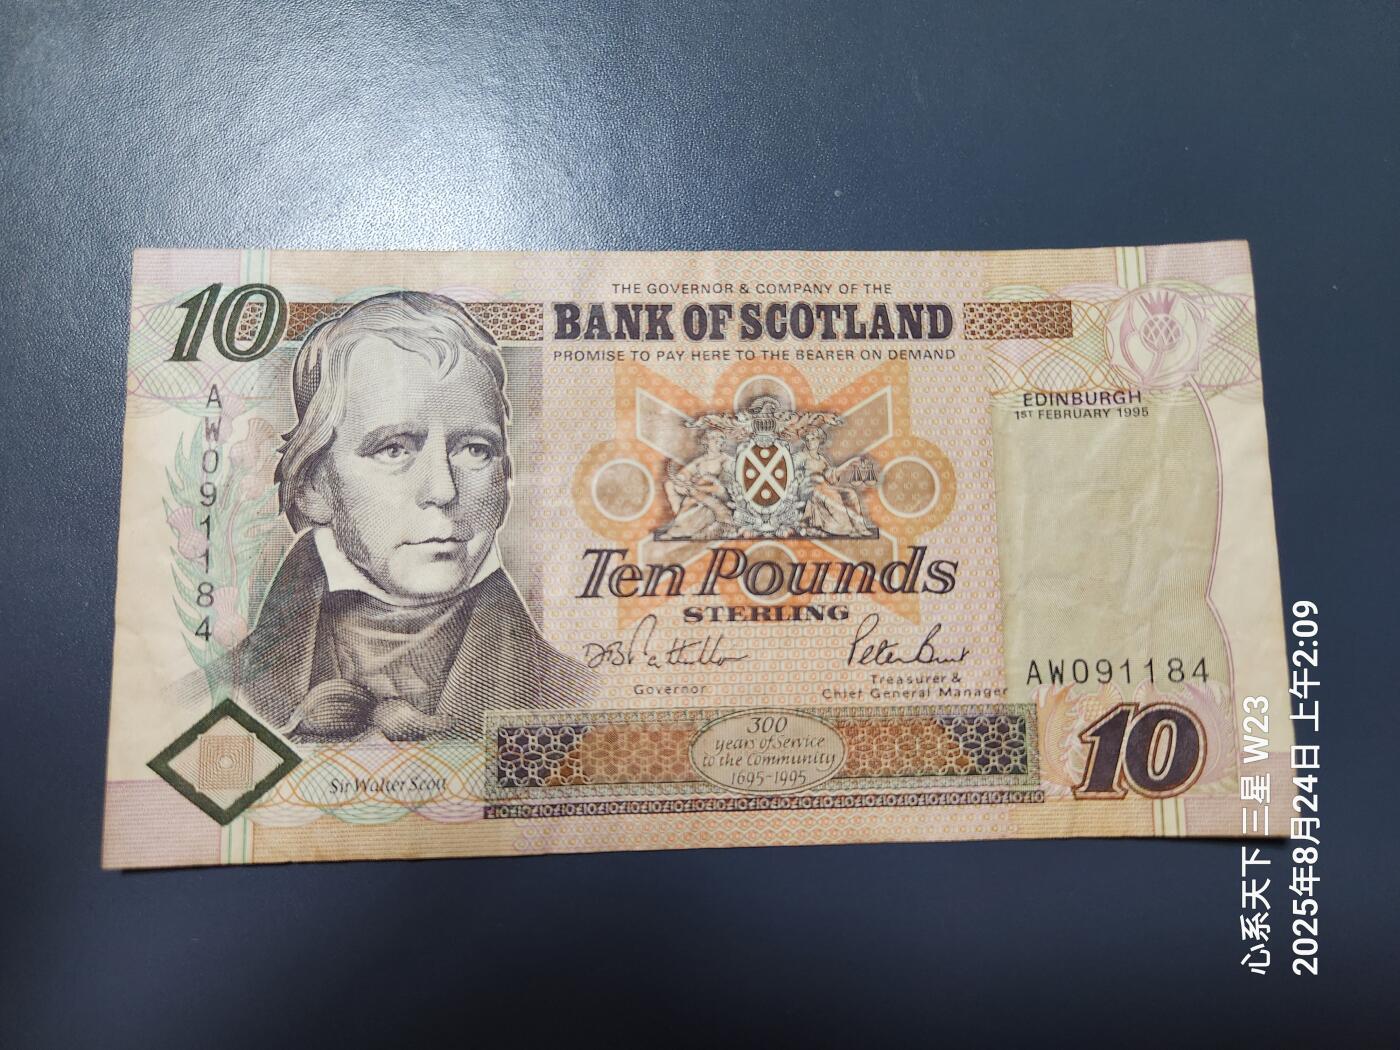 10
THE GOVERNOR & COMPANY OF THE
BANK OF SCOTLAND
PROMISE TO PAY HERE TO THE BEARER ON DEMAND
EDINBURGH
1ST FEBRUARY 1995
AW091184
Ten Pounds
STERLING
Peter Burt
Governor
Treasurer &
Chief General Manager
AW091184
10
300
years of Service
to the Community
1695-1995
Sir Walter Scott
心系天下 三星 W23
2025年8月24日 上午2:09